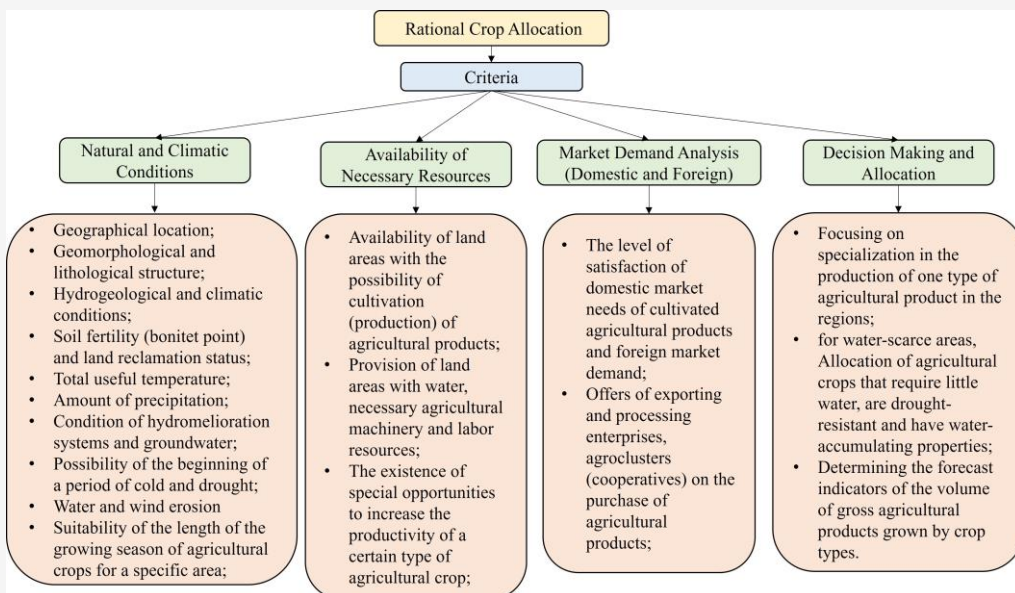 Rational Crop Allocation
Criteria
Natural and Climatic
Conditions
Availability of
Necessary Resources
Market Demand Analysis
(Domestic and Foreign)
Decision Making and
Allocation
• Geographical location;
• Geomorphological and
lithological structure;
• Hydrogeological and climatic
conditions;
• Soil fertility (bonitet point)
and land reclamation status;
• Total useful temperature;
• Amount of precipitation;
• Condition of hydromelioration
systems and groundwater;
• Possibility of the beginning of
a period of cold and drought;
• Water and wind erosion
• Suitability of the length of the
growing season of agricultural
crops for a specific area;
• Availability of land
areas with the
possibility of
cultivation
(production) of
agricultural
products;
• Provision of land
areas with water,
necessary agricultural
machinery and labor
resources;
• The existence of
special opportunities
to increase the
productivity of a
certain type of
agricultural crop;
• The level of
satisfaction of
domestic market
needs of cultivated
agricultural products
and foreign market
demand;
• Offers of exporting
and processing
enterprises,
agroclusters
(cooperatives) on the
purchase of
agricultural
products;
• Focusing on
specialization in the
production of one type of
agricultural product in the
regions;
• for water-scarce areas,
Allocation of agricultural
crops that require little
water, are drought-
resistant and have water-
accumulating properties;
• Determining the forecast
indicators of the volume
of gross agricultural
products grown by crop
types.